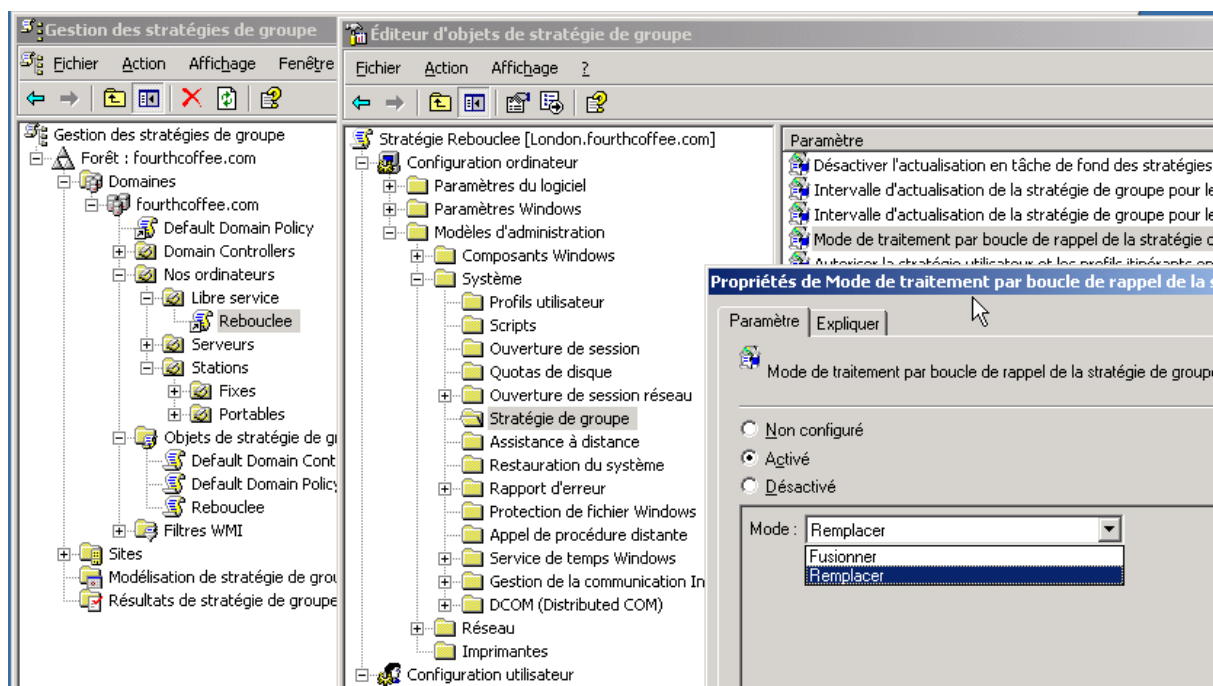 Gestion des stratégies de groupe
Fichier Action Affichage Fenêtre
Gestion des stratégies de groupe
Forêt : fourthcoffee.com
Domaines
fourthcoffee.com
Default Domain Policy
Domain Controllers
Nos ordinateurs
Libre service
Rebouclee
Serveurs
Stations
Fixes
Portables
Objets de stratégie de gr
Default Domain Cont
Default Domain Policy
Rebouclee
Filtres WMI
Sites
Modélisation de stratégie de grou
Résultats de stratégie de groupe
Éditeur d'objets de stratégie de groupe
Fichier Action Affichage ?
Stratégie Rebouclee [London.fourthcoffee.com]
Configuration ordinateur
Paramètres du logiciel
Paramètres Windows
Modèles d'administration
Composants Windows
Système
Profils utilisateur
Scripts
Ouverture de session
Quotas de disque
Ouverture de session réseau
Stratégie de groupe
Assistance à distance
Restauration du système
Rapport d'erreur
Protection de fichier Windows
Appel de procédure distante
Service de temps Windows
Gestion de la communication In
DCOM (Distributed COM)
Réseau
Imprimantes
Configuration utilisateur
Paramètre
Désactiver l'actualisation en tâche de fond des stratégies
Intervalle d'actualisation de la stratégie de groupe pour le
Intervalle d'actualisation de la stratégie de groupe pour le
Mode de traitement par boucle de rappel de la stratégie d
Autoriser la stratégie utilisateur et les profils itinérants en
Propriétés de Mode de traitement par boucle de rappel de la s
Paramètre Expliquer
Mode de traitement par boucle de rappel de la stratégie de groupe
Non configuré
Activé
Désactivé
Mode : Remplacer
Fusionner
Remplacer